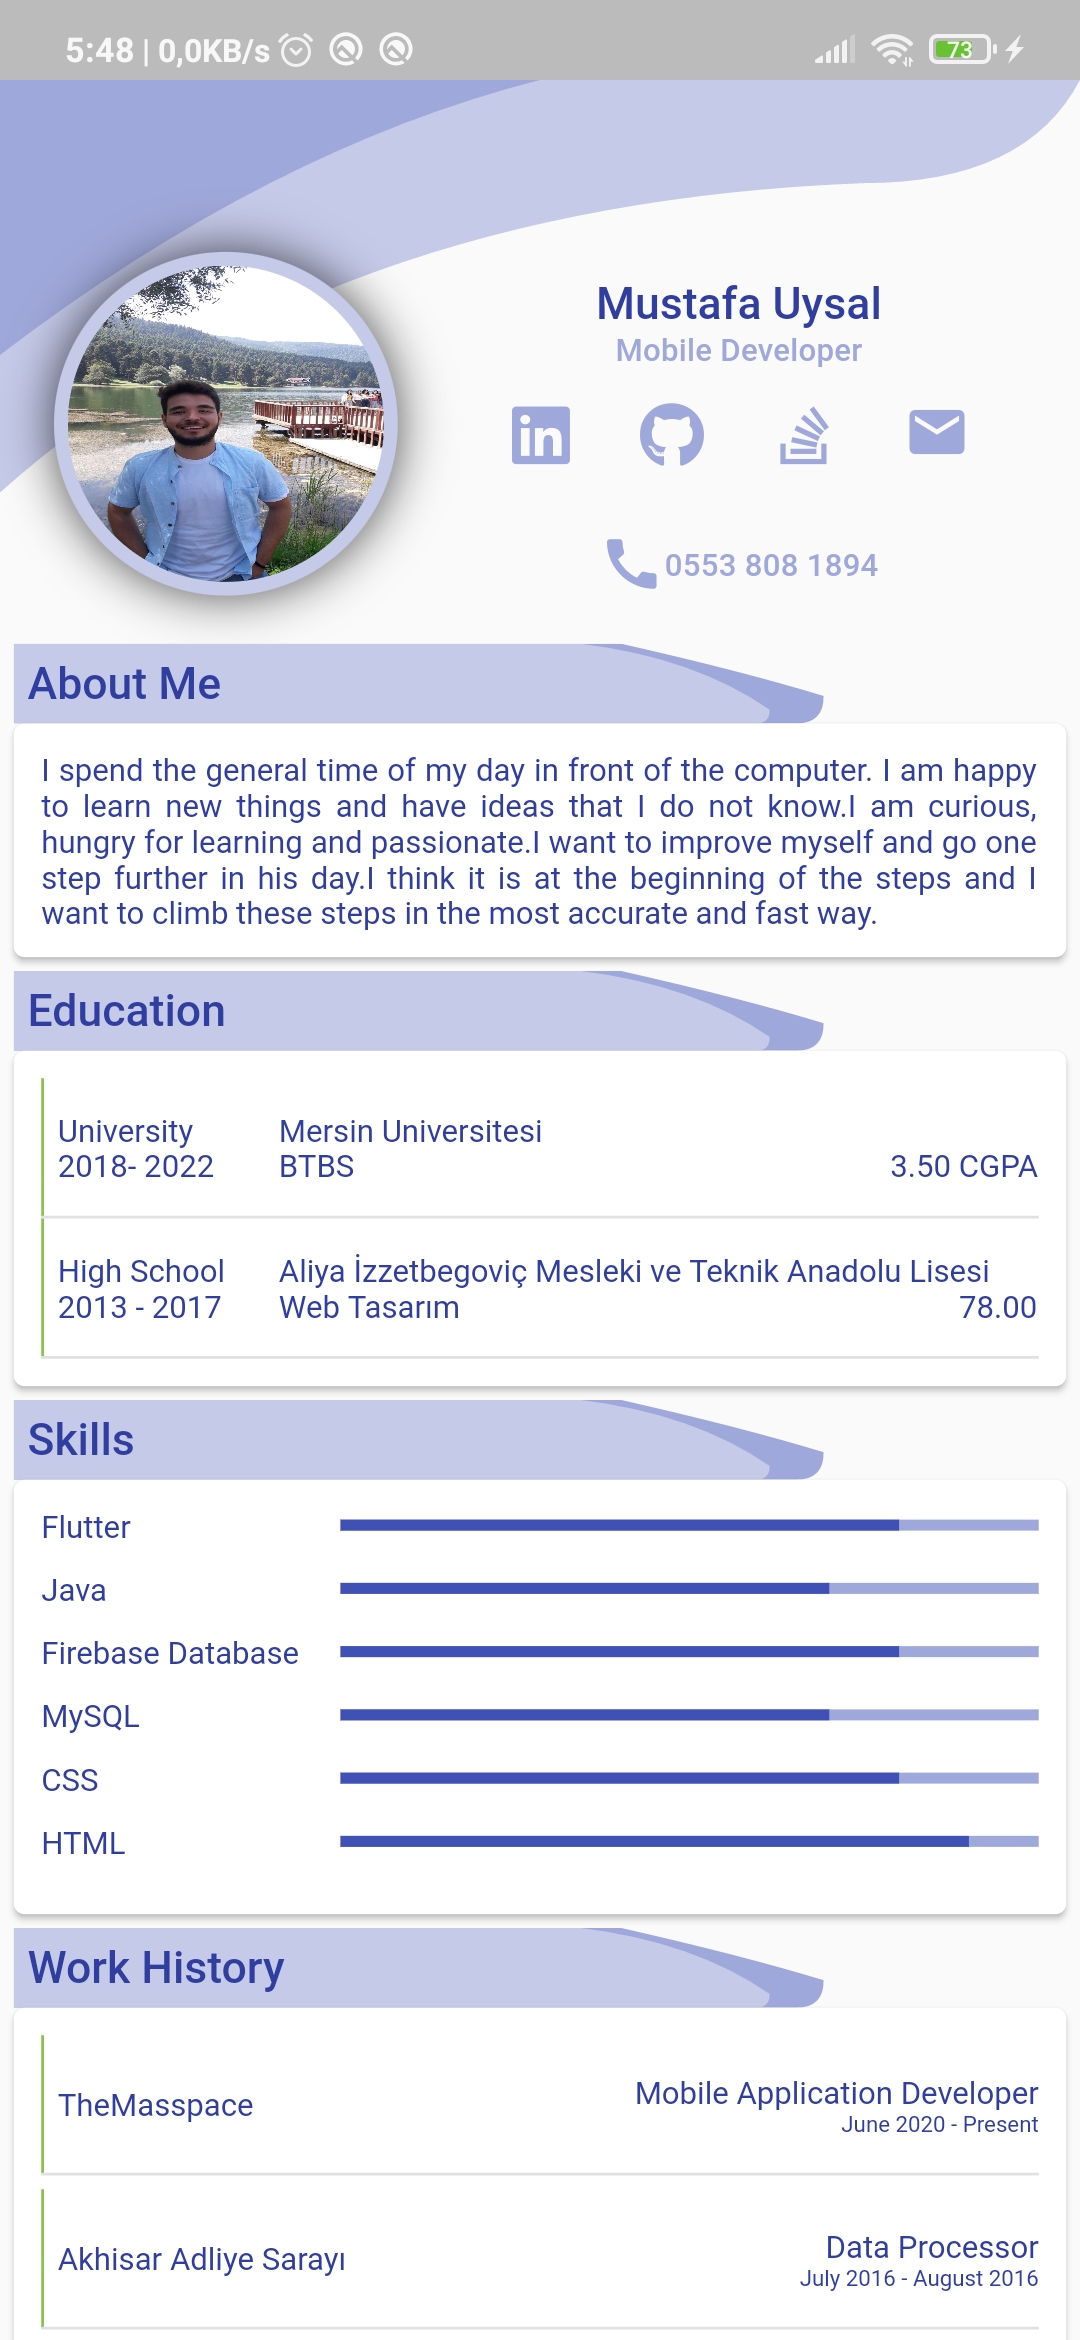 5:48 | 0,0KB/s
73
Mustafa Uysal
Mobile Developer
in
0553 808 1894
About Me
I spend the general time of my day in front of the computer. I am happy
to learn new things and have ideas that I do not know.I am curious,
hungry for learning and passionate.I want to improve myself and go one
step further in his day.I think it is at the beginning of the steps and I
want to climb these steps in the most accurate and fast way.
Education
University Mersin Universitesi
2018- 2022 BTBS 3.50 CGPA
High School Aliya İzzetbegoviç Mesleki ve Teknik Anadolu Lisesi
2013 - 2017 Web Tasarım 78.00
Skills
Flutter
Java
Firebase Database
MySQL
CSS
HTML
Work History
TheMasspace Mobile Application Developer
June 2020 - Present
Akhisar Adliye Sarayı Data Processor
July 2016 - August 2016